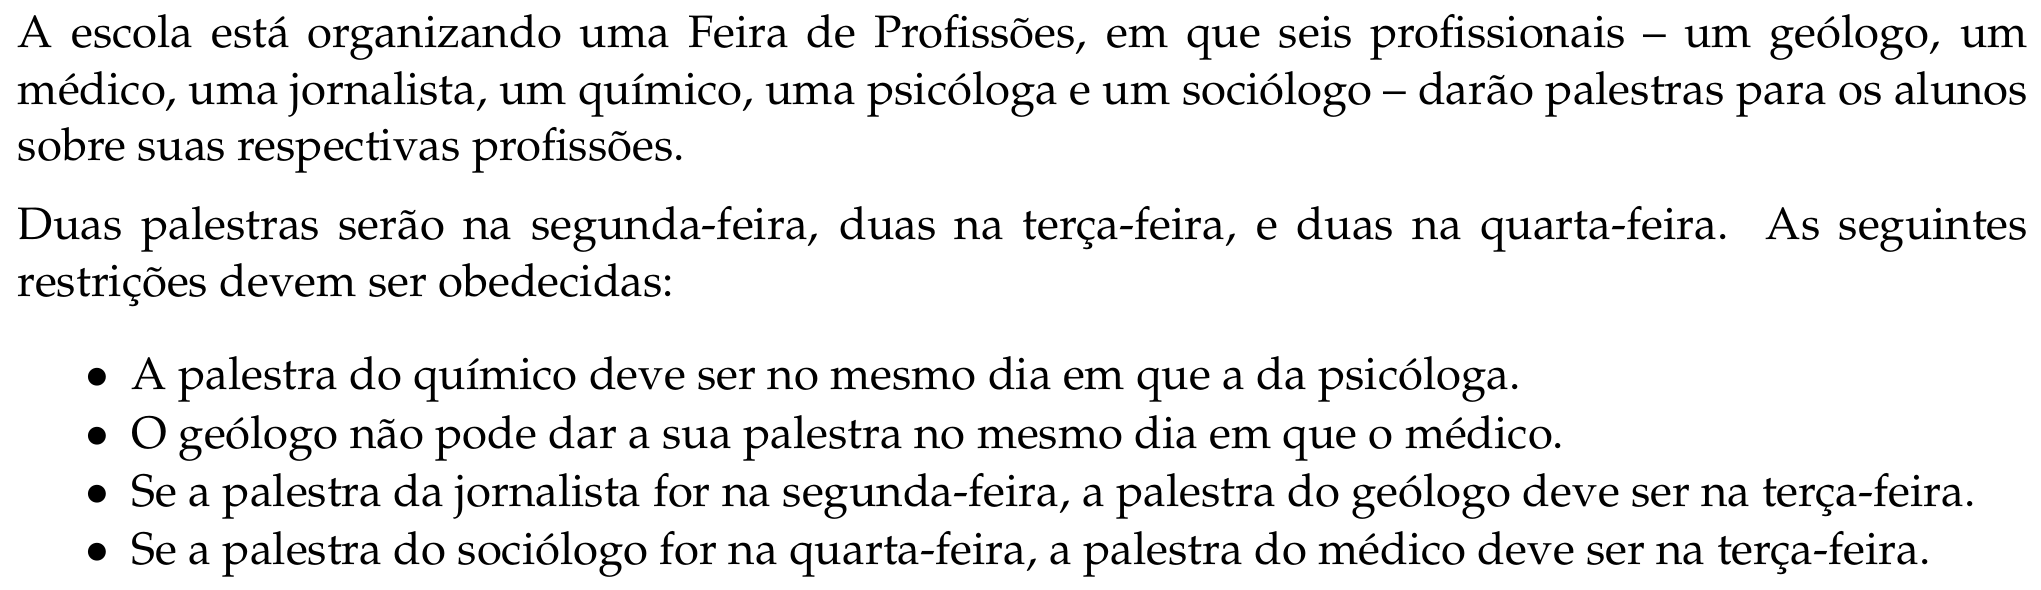 A escola está organizando uma Feira de Profissões, em que seis profissionais – um geólogo, um
médico, uma jornalista, um químico, uma psicóloga e um sociólogo – darão palestras para os alunos
sobre suas respectivas profissões.
Duas palestras serão na segunda-feira, duas na terça-feira, e duas na quarta-feira. As seguintes
restrições devem ser obedecidas:
• A palestra do químico deve ser no mesmo dia em que a da psicóloga.
• O geólogo não pode dar a sua palestra no mesmo dia em que o médico.
• Se a palestra da jornalista for na segunda-feira, a palestra do geólogo deve ser na terça-feira.
• Se a palestra do sociólogo for na quarta-feira, a palestra do médico deve ser na terça-feira.